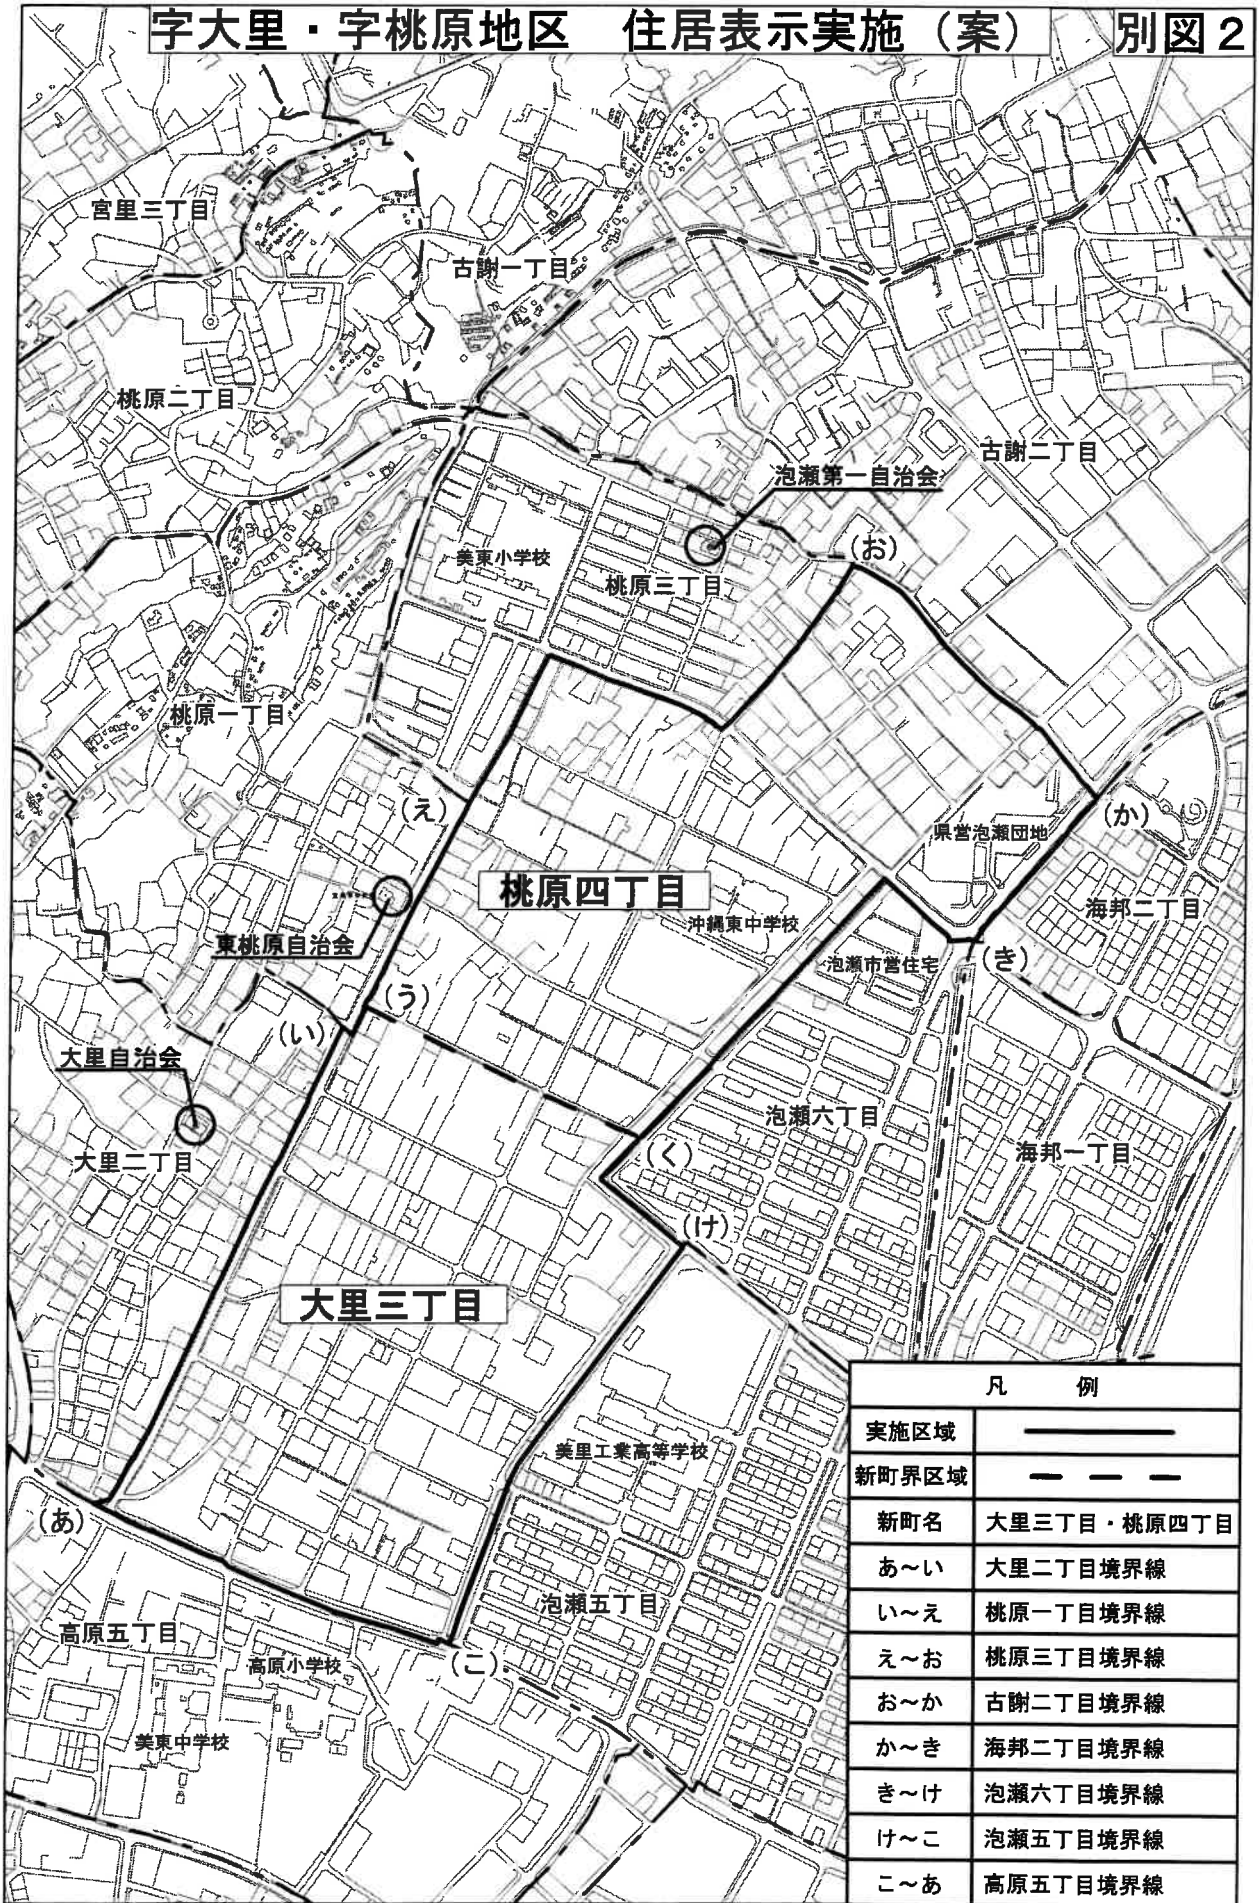 字大里・字桃原地区　住居表示実施（案）
別図２
宮里三丁目
古謝一丁目
桃原二丁目
古謝二丁目
泡瀬第一自治会
(お)
美東小学校
桃原三丁目
桃原一丁目
(え)
(か)
県営泡瀬団地
桃原四丁目
海邦二丁目
沖縄東中学校
東桃原自治会
泡瀬市営住宅
(き)
(う)
(い)
大里自治会
泡瀬六丁目
大里二丁目
(く)
海邦一丁目
(け)
大里三丁目
美里工業高等学校
(あ)
泡瀬五丁目
高原五丁目
高原小学校
(こ)
美東中学校
凡　例
実施区域
新町界区域
新町名　大里三丁目・桃原四丁目
あ～い　大里二丁目境界線
い～え　桃原一丁目境界線
え～お　桃原三丁目境界線
お～か　古謝二丁目境界線
か～き　海邦二丁目境界線
き～け　泡瀬六丁目境界線
け～こ　泡瀬五丁目境界線
こ～あ　高原五丁目境界線